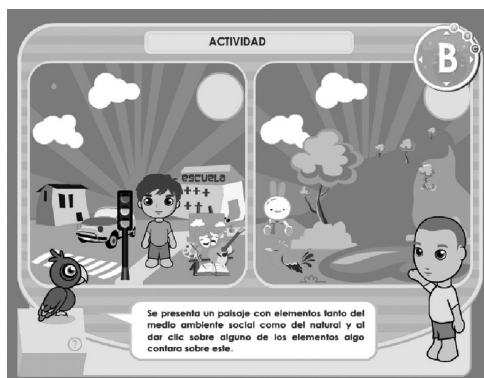 ACTIVIDAD
B
ESCUELA
Se presenta un paisaje con elementos tanto del
medio ambiente social como del natural y al
dar clic sobre alguno de los elementos algo
contara sobre este.
?